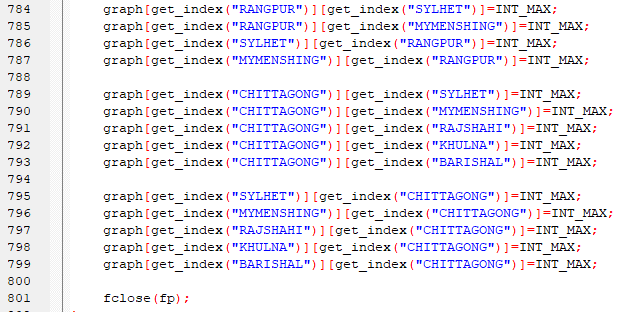 784 graph[get_index("RANGPUR")][get_index("SYLHET")]=INT_MAX;
785 graph[get_index("RANGPUR")][get_index("MYMENSHING")]=INT_MAX;
786 graph[get_index("SYLHET")][get_index("RANGPUR")]=INT_MAX;
787 graph[get_index("MYMENSHING")][get_index("RANGPUR")]=INT_MAX;
788
789 graph[get_index("CHITTAGONG")][get_index("SYLHET")]=INT_MAX;
790 graph[get_index("CHITTAGONG")][get_index("MYMENSHING")]=INT_MAX;
791 graph[get_index("CHITTAGONG")][get_index("RAJSHAHI")]=INT_MAX;
792 graph[get_index("CHITTAGONG")][get_index("KHULNA")]=INT_MAX;
793 graph[get_index("CHITTAGONG")][get_index("BARISHAL")]=INT_MAX;
794
795 graph[get_index("SYLHET")][get_index("CHITTAGONG")]=INT_MAX;
796 graph[get_index("MYMENSHING")][get_index("CHITTAGONG")]=INT_MAX;
797 graph[get_index("RAJSHAHI")][get_index("CHITTAGONG")]=INT_MAX;
798 graph[get_index("KHULNA")][get_index("CHITTAGONG")]=INT_MAX;
799 graph[get_index("BARISHAL")][get_index("CHITTAGONG")]=INT_MAX;
800
801 fclose(fp);